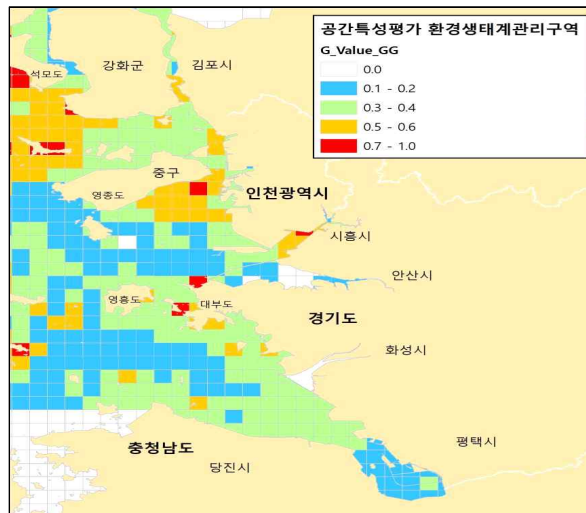 공간특성평가 환경생태계관리구역
G_Value_GG
0.0
0.1 - 0.2
0.3 - 0.4
0.5 - 0.6
0.7 - 1.0
강화군
김포시
석모도
중구
영종도
인천광역시
시흥시
안산시
영흥도
대부도
경기도
화성시
충청남도
평택시
당진시